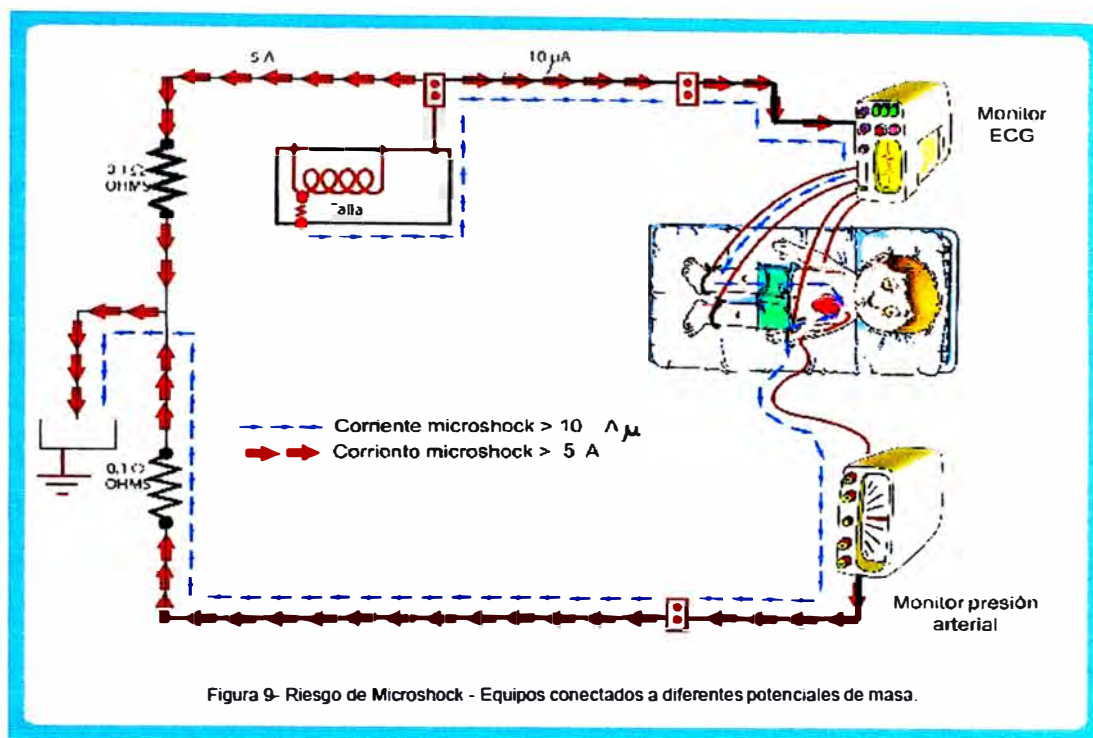 5 A
10 μA
Monitor
ECG
0 1 Ω
OHMS
Falla
Corriente microshock > 10 Λ μ
Corrionto microshock > 5 A
0,1 Ω
OHMS
Monitor presión
arterial
Figura 9- Riesgo de Microshock - Equipos conectados a diferentes potenciales de masa.